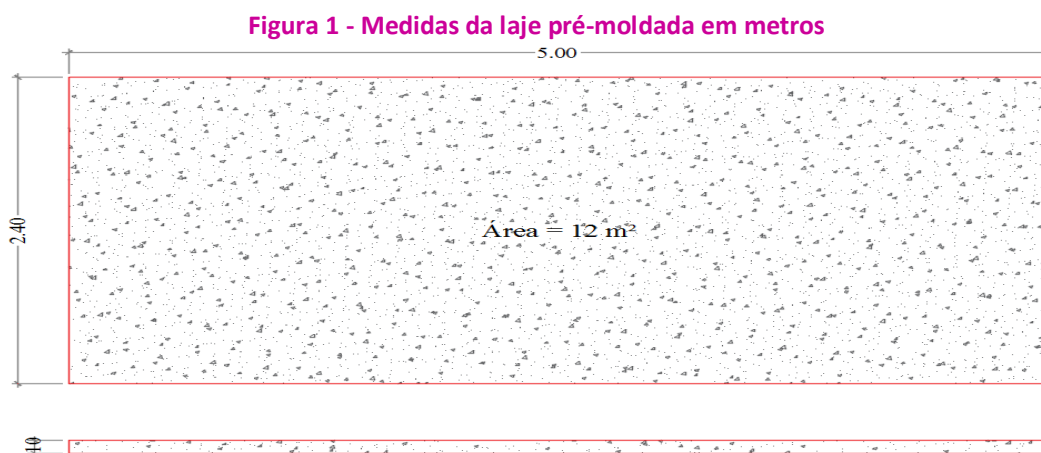 Figura 1 - Medidas da laje pré-moldada em metros
5.00
2.40
Área = 12 m²